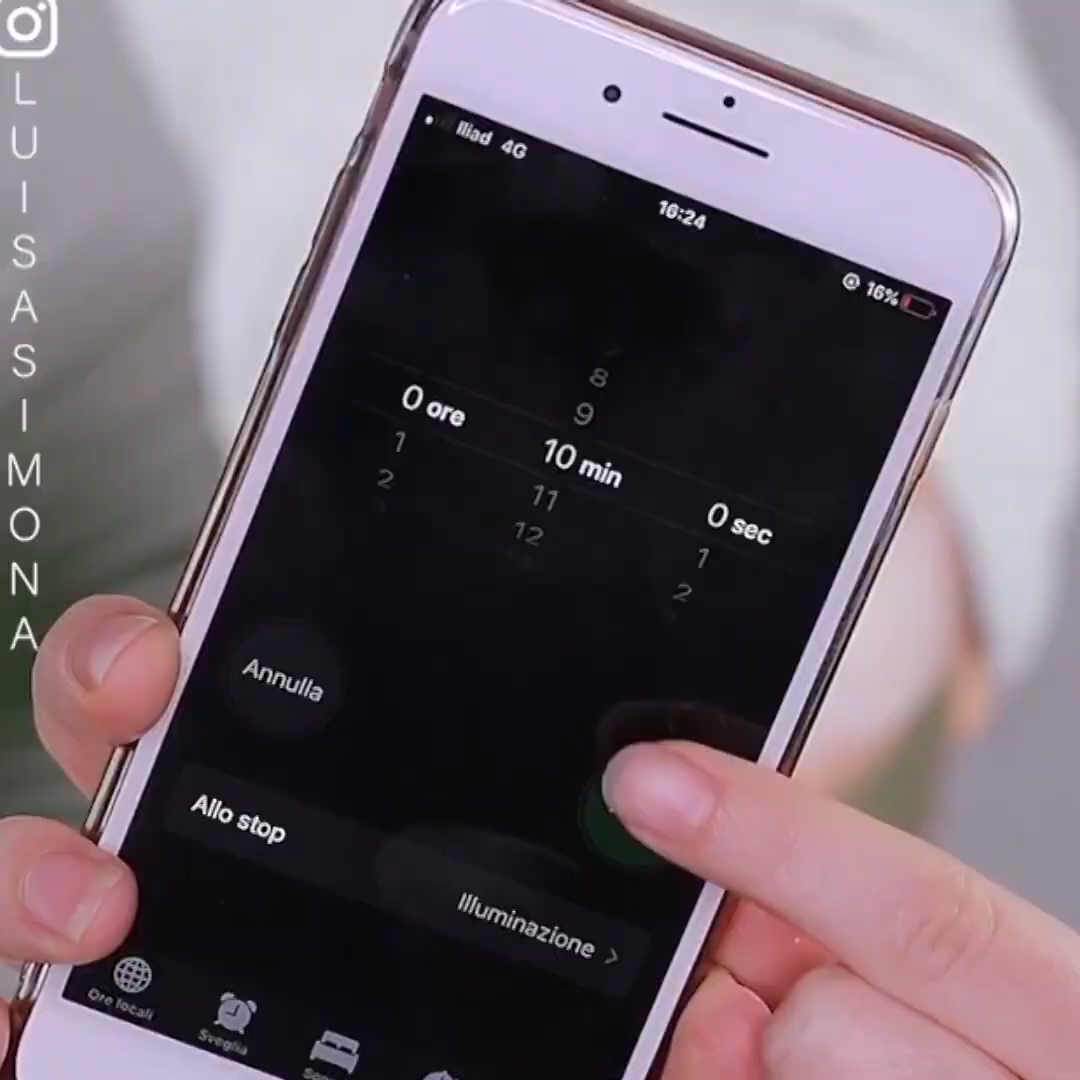 LUISASIMONA
Iliad 4G
16:24
16%
8
9
0 ore 10 min 0 sec
1 11 1
2 12 2
Annulla
Allo stop
Illuminazione >
Ore locali
Sveglia